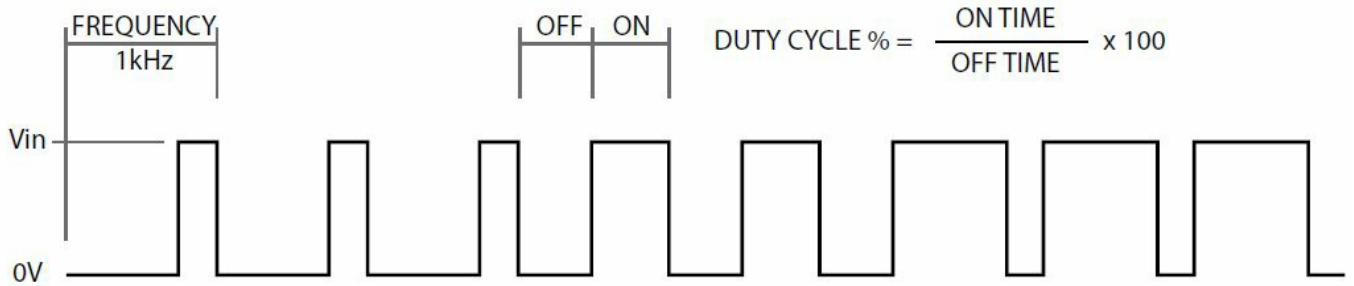 FREQUENCY
1kHz
OFF ON
DUTY CYCLE % = ON TIME
OFF TIME x 100
Vin
0V